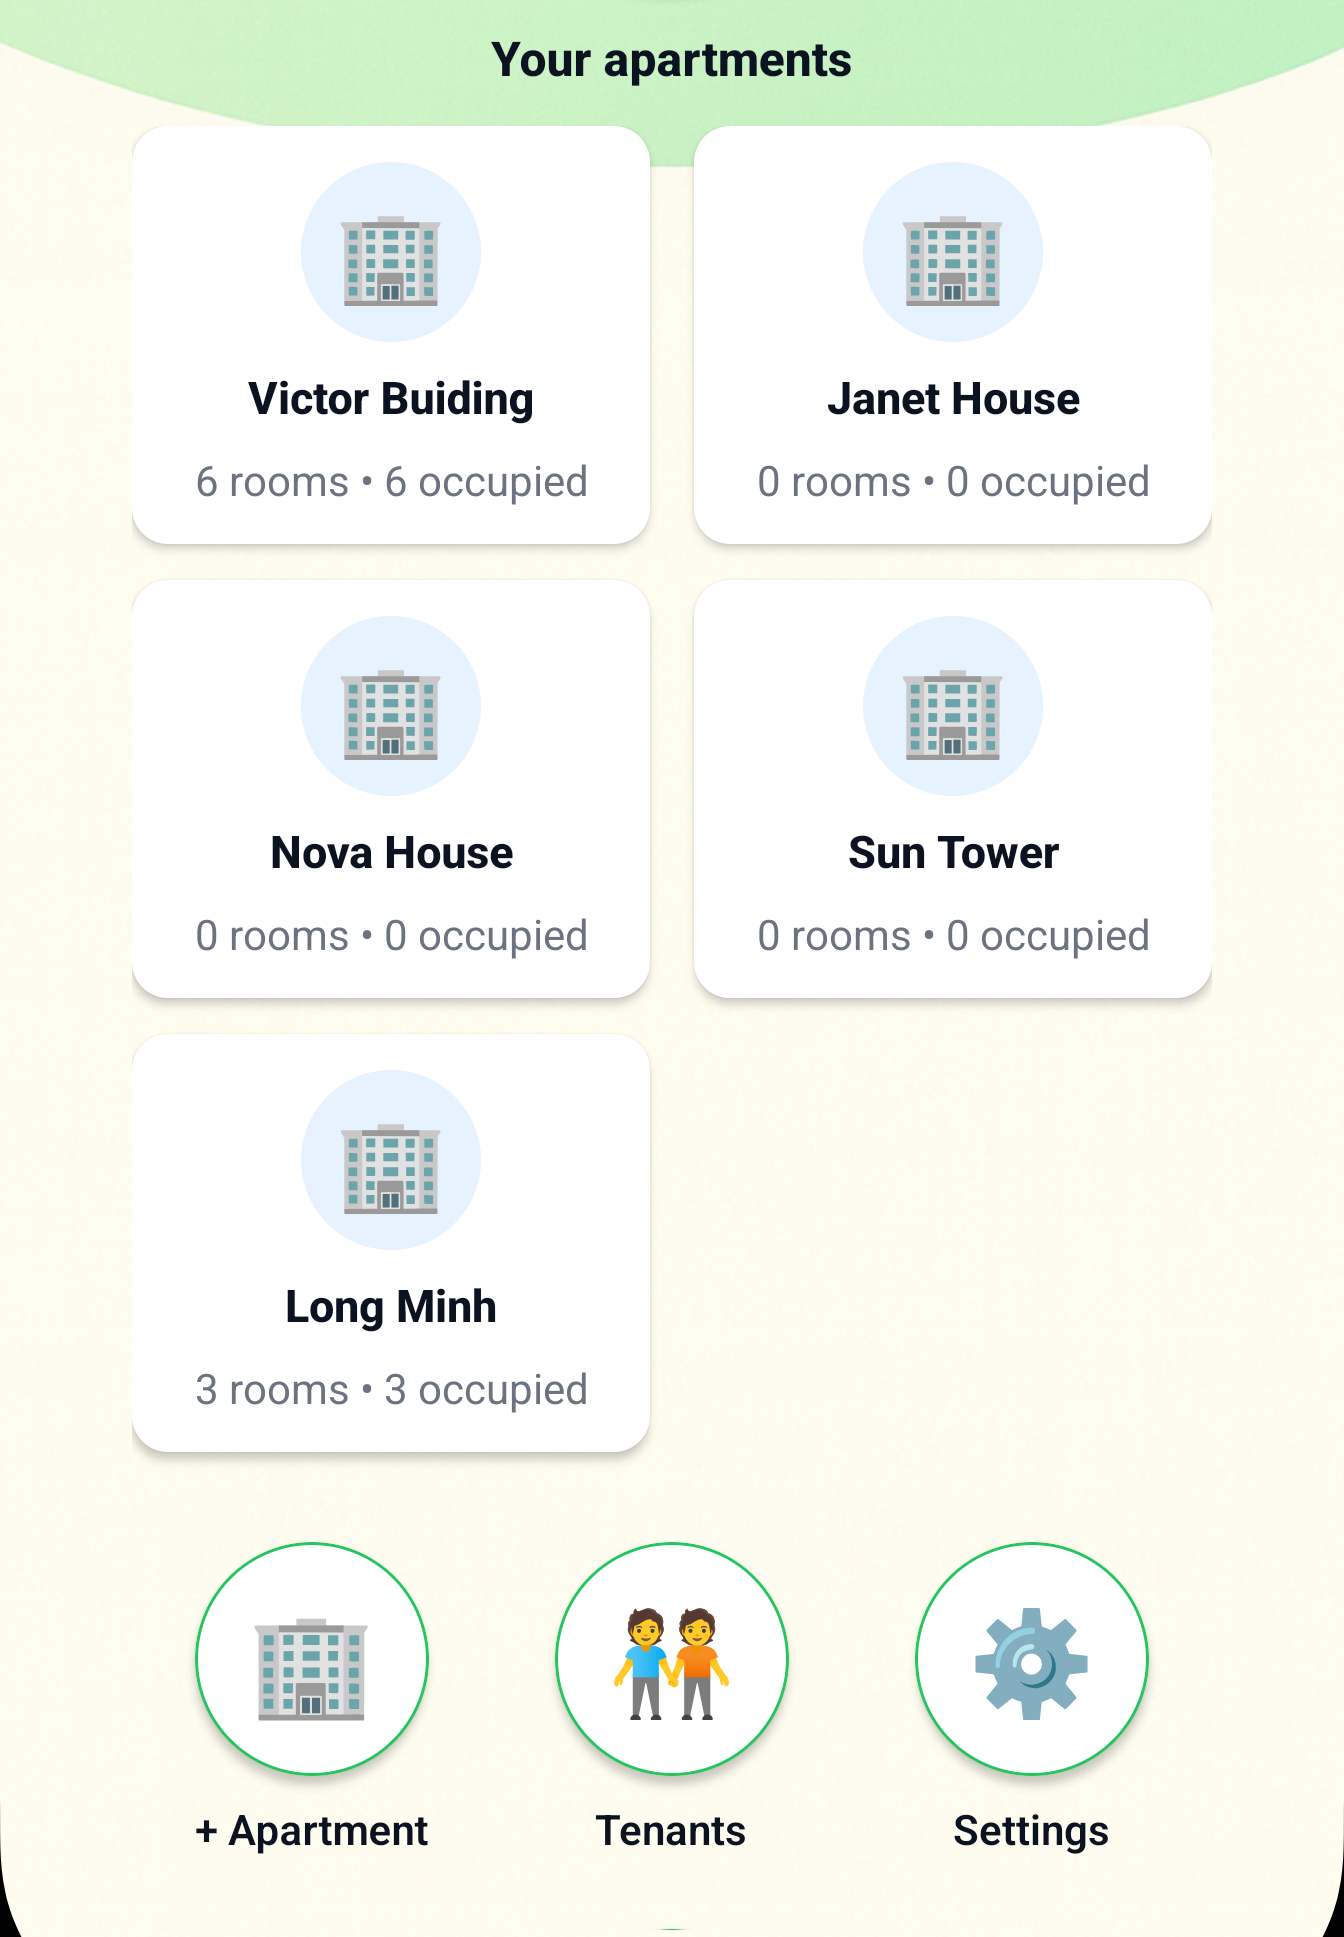 Your apartments
Victor Buiding
6 rooms • 6 occupied
Janet House
0 rooms • 0 occupied
Nova House
0 rooms • 0 occupied
Sun Tower
0 rooms • 0 occupied
Long Minh
3 rooms • 3 occupied
+ Apartment
Tenants
Settings